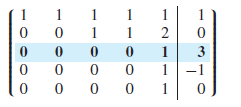 1 1 1 1 1 | 1
0 0 1 1 2 | 0
0 0 0 0 1 | 3
0 0 0 0 1 | −1
0 0 0 0 1 | 0